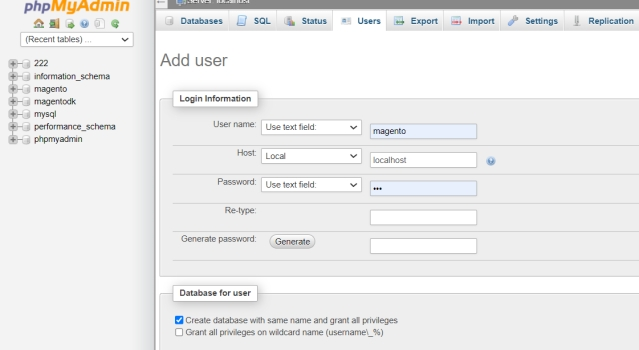 phpMyAdmin
Server: localhost
Databases SQL Status Users Export Import Settings Replication
(Recent tables) ...
222
information_schema
magento
magentodk
mysql
performance_schema
phpmyadmin
Add user
Login Information
User name: Use text field: magento
Host: Local localhost
Password: Use text field: •••
Re-type:
Generate password: Generate
Database for user
Create database with same name and grant all privileges
Grant all privileges on wildcard name (username\_%)